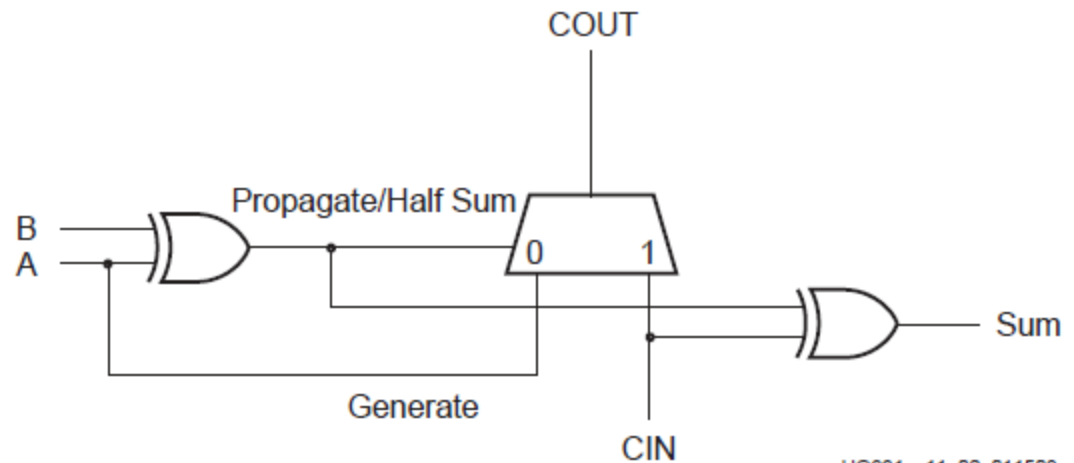 COUT
Propagate/Half Sum
B
A
0 1
Sum
Generate
CIN